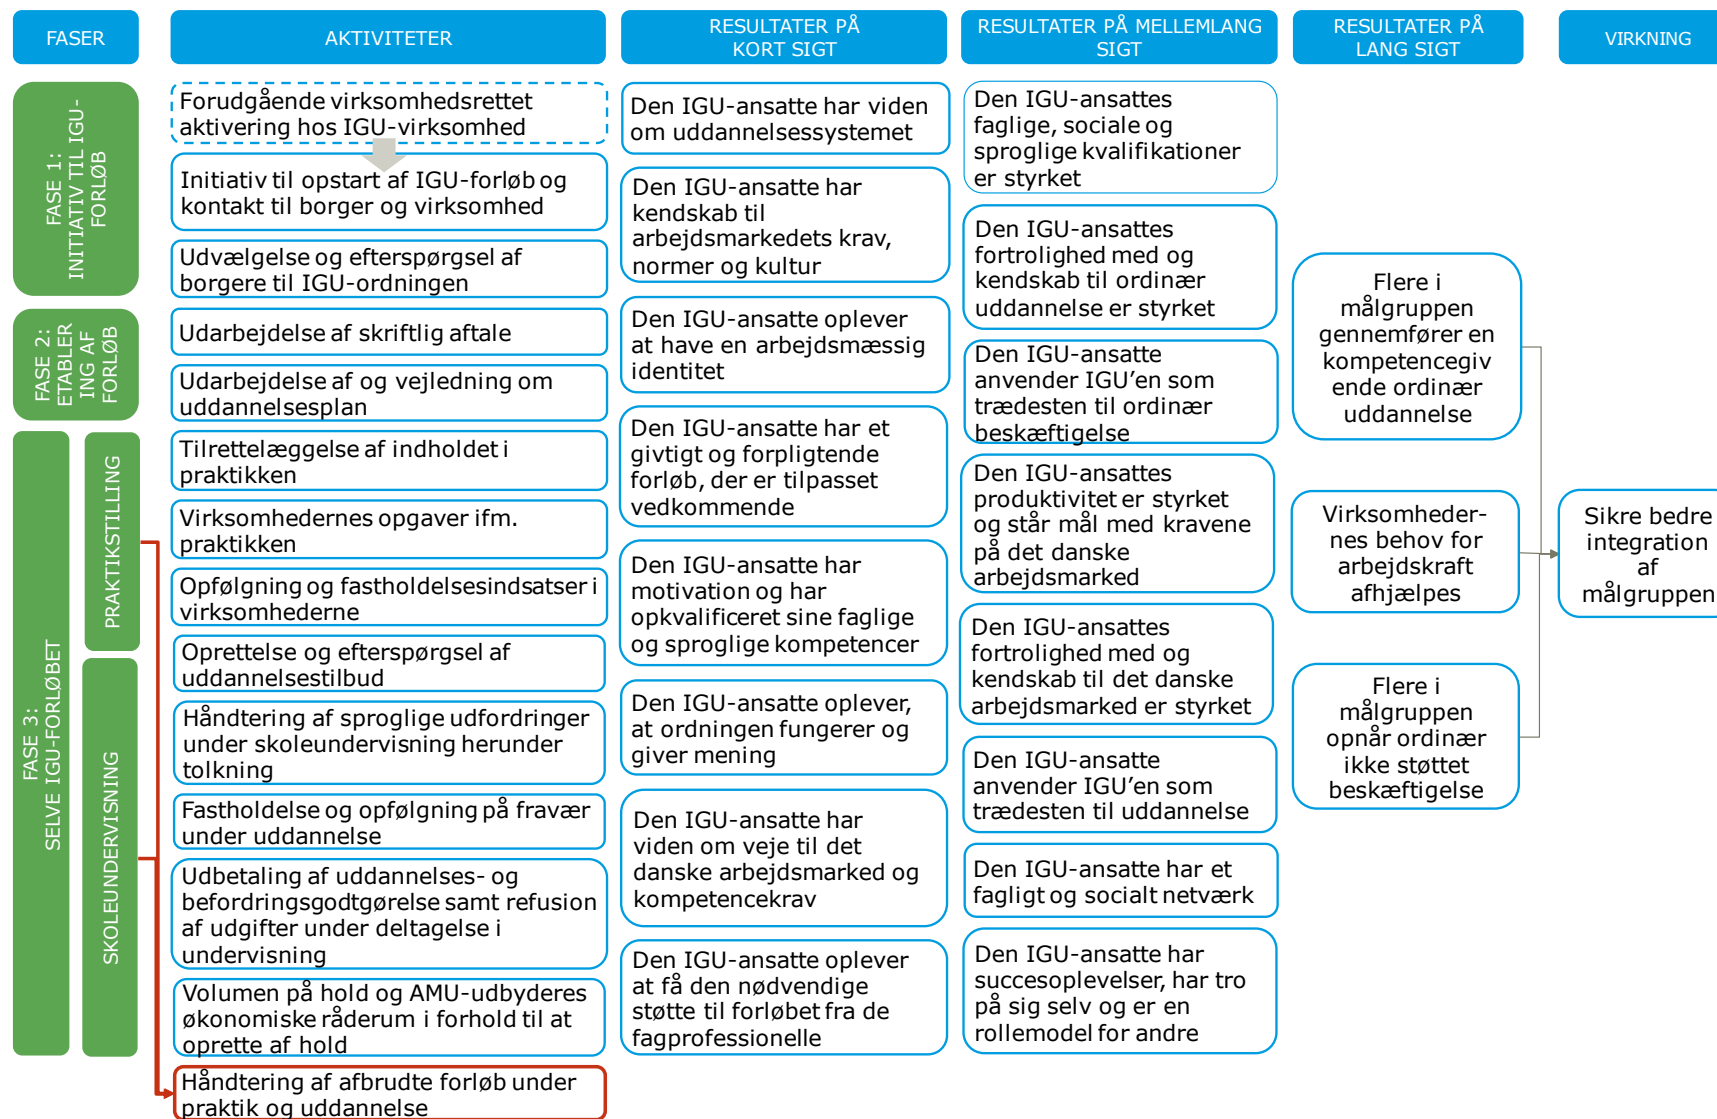 FASER
AKTIVITETER
RESULTATER PÅ
KORT SIGT
RESULTATER PÅ MELLEMLANG
SIGT
RESULTATER PÅ
LANG SIGT
VIRKNING
FASE 1:
INITIATIV TIL IGU-
FORLØB
FASE 2:
ETABLER
ING AF
FORLØB
FASE 3:
SELVE IGU-FORLØBET
PRAKTIKSTILLING
SKOLEUNDERVISNING
Forudgående virksomhedsrettet
aktivering hos IGU-virksomhed
Initiativ til opstart af IGU-forløb og
kontakt til borger og virksomhed
Udvælgelse og efterspørgsel af
borgere til IGU-ordningen
Udarbejdelse af skriftlig aftale
Udarbejdelse af og vejledning om
uddannelsesplan
Tilrettelæggelse af indholdet i
praktikken
Virksomhedernes opgaver ifm.
praktikken
Opfølgning og fastholdelsesindsatser i
virksomhederne
Oprettelse og efterspørgsel af
uddannelsestilbud
Håndtering af sproglige udfordringer
under skoleundervisning herunder
tolkning
Fastholdelse og opfølgning på fravær
under uddannelse
Udbetaling af uddannelses- og
befordringsgodtgørelse samt refusion
af udgifter under deltagelse i
undervisning
Volumen på hold og AMU-udbyderes
økonomiske råderum i forhold til at
oprette af hold
Håndtering af afbrudte forløb under
praktik og uddannelse
Den IGU-ansatte har viden
om uddannelsessystemet
Den IGU-ansatte har
kendskab til
arbejdsmarkedets krav,
normer og kultur
Den IGU-ansatte oplever
at have en arbejdsmæssig
identitet
Den IGU-ansatte har et
givtigt og forpligtende
forløb, der er tilpasset
vedkommende
Den IGU-ansatte har
motivation og har
opkvalificeret sine faglige
og sproglige kompetencer
Den IGU-ansatte oplever,
at ordningen fungerer og
giver mening
Den IGU-ansatte har
viden om veje til det
danske arbejdsmarked og
kompetencekrav
Den IGU-ansatte oplever
at få den nødvendige
støtte til forløbet fra de
fagprofessionelle
Den IGU-ansattes
faglige, sociale og
sproglige kvalifikationer
er styrket
Den IGU-ansattes
fortrolighed med og
kendskab til ordinær
uddannelse er styrket
Den IGU-ansatte
anvender IGU’en som
trædesten til ordinær
beskæftigelse
Den IGU-ansattes
produktivitet er styrket
og står mål med kravene
på det danske
arbejdsmarked
Den IGU-ansattes
fortrolighed med og
kendskab til det danske
arbejdsmarked er styrket
Den IGU-ansatte
anvender IGU’en som
trædesten til uddannelse
Den IGU-ansatte har et
fagligt og socialt netværk
Den IGU-ansatte har
succesoplevelser, har tro
på sig selv og er en
rollemodel for andre
Flere i
målgruppen
gennemfører en
kompetencegiv
ende ordinær
uddannelse
Virksomheder-
nes behov for
arbejdskraft
afhjælpes
Flere i
målgruppen
opnår ordinær
ikke støttet
beskæftigelse
Sikre bedre
integration
af
målgruppen